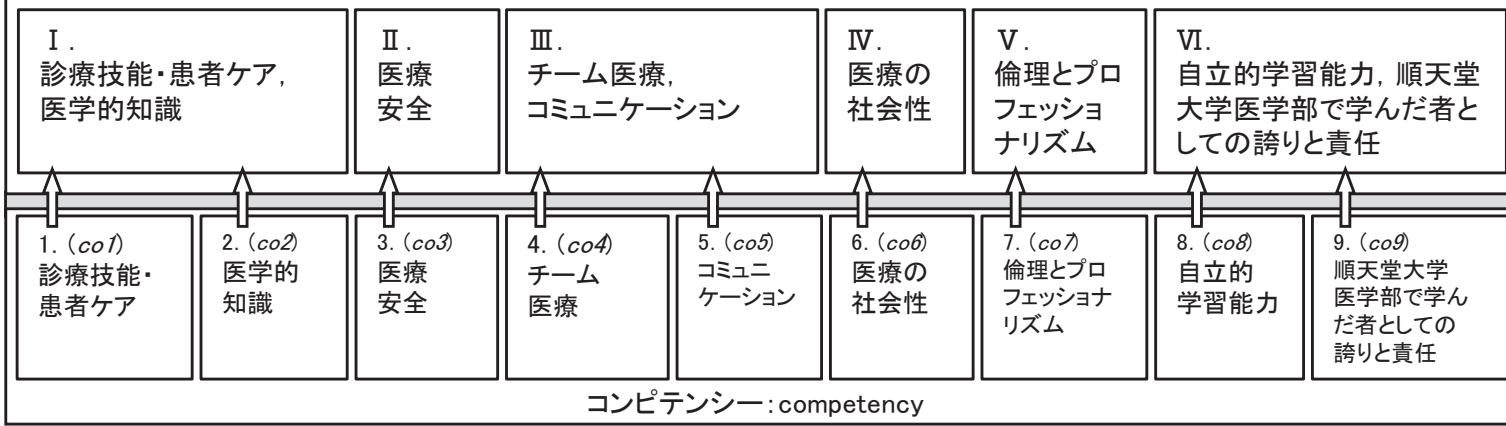 Ⅰ.
診療技能・患者ケア,
医学的知識
Ⅱ.
医療
安全
Ⅲ.
チーム医療,
コミュニケーション
Ⅳ.
医療の
社会性
Ⅴ.
倫理とプロ
フェッショ
ナリズム
Ⅵ.
自立的学習能力, 順天堂
大学医学部で学んだ者と
しての誇りと責任
1. (co1)
診療技能・
患者ケア
2. (co2)
医学的
知識
3. (co3)
医療
安全
4. (co4)
チーム
医療
5. (co5)
コミュニ
ケーション
6. (co6)
医療の
社会性
7. (co7)
倫理とプロ
フェッショナ
リズム
8. (co8)
自立的
学習能力
9. (co9)
順天堂大学
医学部で学ん
だ者としての
誇りと責任
コンピテンシー:competency